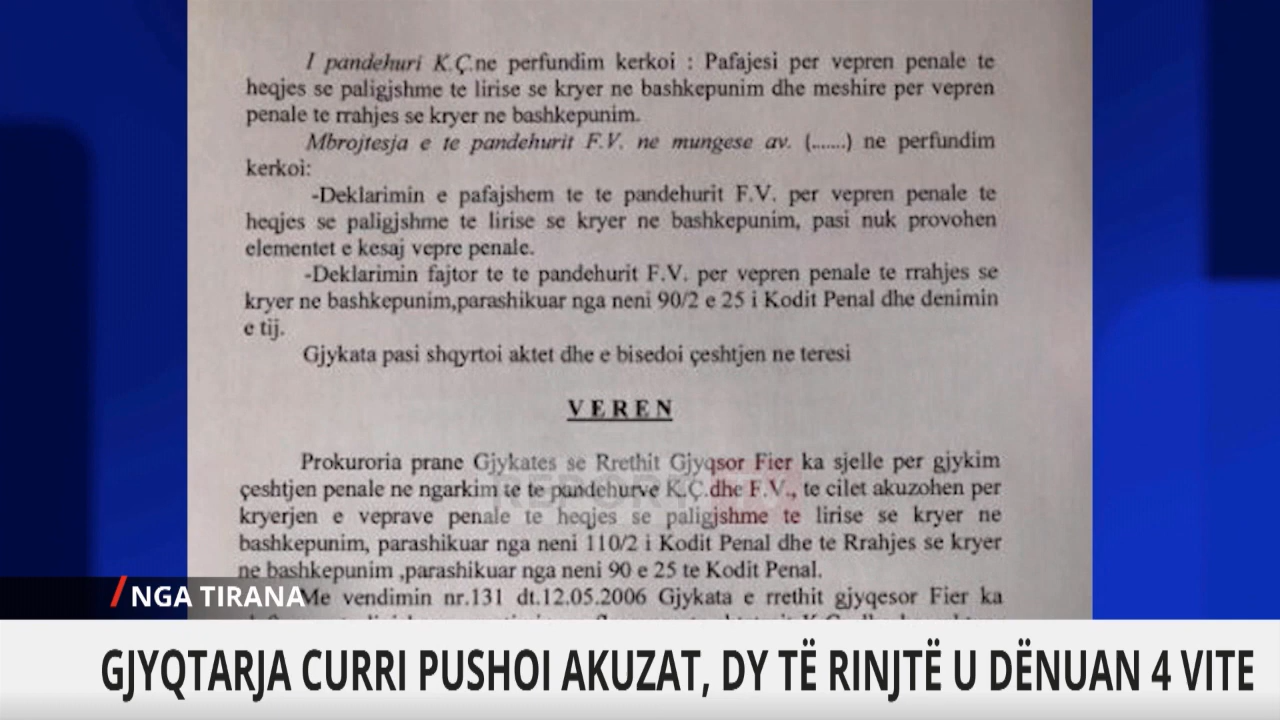 I pandehuri K.Ç.ne perfundim kerkoi : Pafajesi per vepren penale te
heqjes se paligjshme te lirise se kryer ne bashkepunim dhe meshire per vepren
penale te rrahjes se kryer ne bashkepunim.
Mbrojtesja e te pandehurit F.V. ne mungese av. (.......) ne perfundim
kerkoi:
-Deklarimin e pafajshem te te pandehurit F.V. per vepren penale te
heqjes se paligjshme te lirise se kryer ne bashkepunim, pasi nuk provohen
elementet e kesaj vepre penale.
-Deklarimin fajtor te te pandehurit F.V. per vepren penale te rrahjes se
kryer ne bashkepunim,parashikuar nga neni 90/2 e 25 i Kodit Penal dhe denimin
e tij.
Gjykata pasi shqyrtoi aktet dhe e bisedoi çeshtjen ne teresi
VEREN
Prokuroria prane Gjykates se Rrethit Gjyqsor Fier ka sjelle per gjykim
çeshtjen penale ne ngarkim te te pandehurve K.Ç.dhe F.V., te cilet akuzohen per
kryerjen e veprave penale te heqjes se paligjshme te lirise se kryer ne
bashkepunim, parashikuar nga neni 110/2 i Kodit Penal dhe te Rrahjes se kryer
ne bashkepunim ,parashikuar nga neni 90 e 25 te Kodit Penal.
Me vendimin nr.131 dt.12.05.2006 Gjykata e rrethit gjyqesor Fier ka
REPORT TV
NGA TIRANA
GJYQTARJA CURRI PUSHOI AKUZAT, DY TË RINJTË U DËNUAN 4 VITE